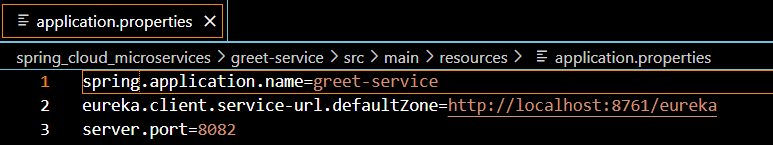 application.properties
spring_cloud_microservices > greet-service > src > main > resources > application.properties
1 spring.application.name=greet-service
2 eureka.client.service-url.defaultZone=http://localhost:8761/eureka
3 server.port=8082